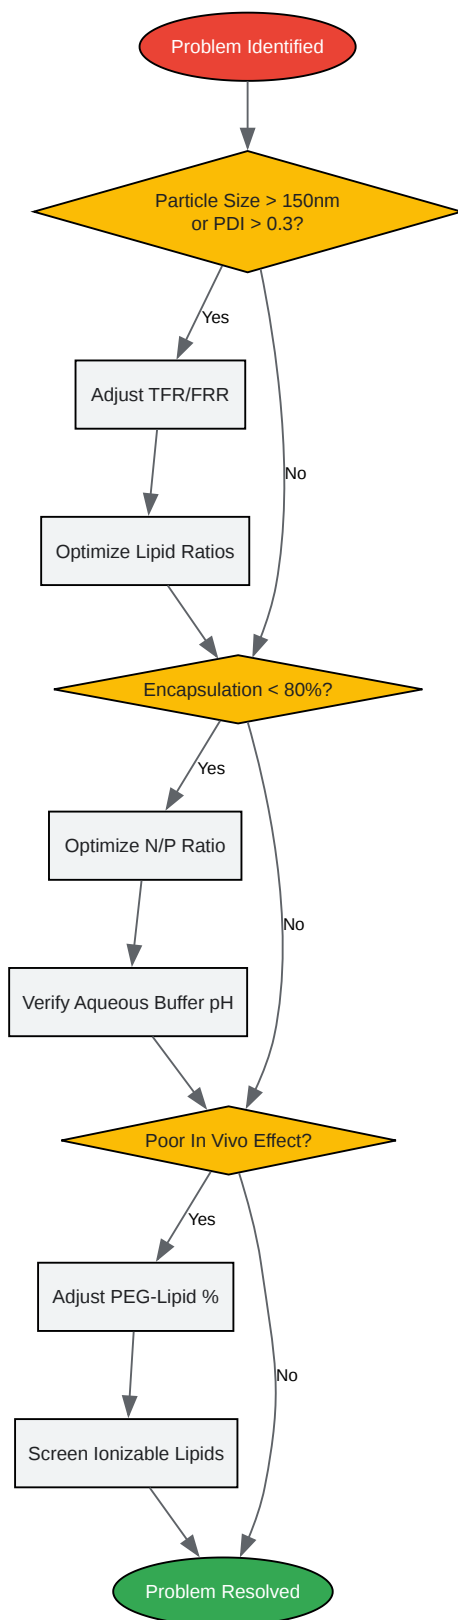 Problem Identified
Particle Size > 150nm
or PDI > 0.3?
Yes
Adjust TFR/FRR
No
Optimize Lipid Ratios
Encapsulation < 80%?
Yes
Optimize N/P Ratio
No
Verify Aqueous Buffer pH
Poor In Vivo Effect?
Yes
Adjust PEG-Lipid %
No
Screen Ionizable Lipids
Problem Resolved